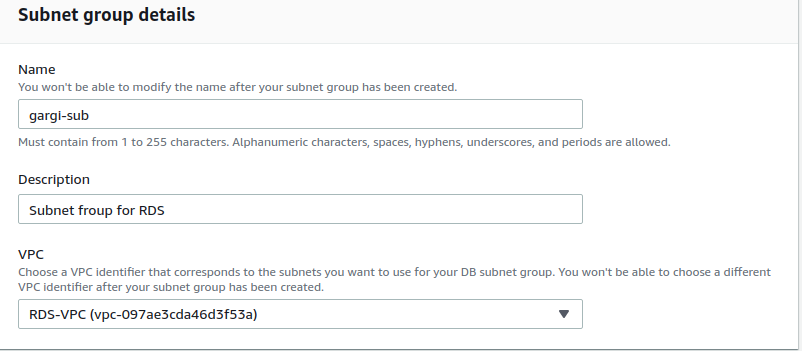 Subnet group details
Name
You won't be able to modify the name after your subnet group has been created.
gargi-sub
Must contain from 1 to 255 characters. Alphanumeric characters, spaces, hyphens, underscores, and periods are allowed.
Description
Subnet froup for RDS
VPC
Choose a VPC identifier that corresponds to the subnets you want to use for your DB subnet group. You won't be able to choose a different
VPC identifier after your subnet group has been created.
RDS-VPC (vpc-097ae3cda46d3f53a)